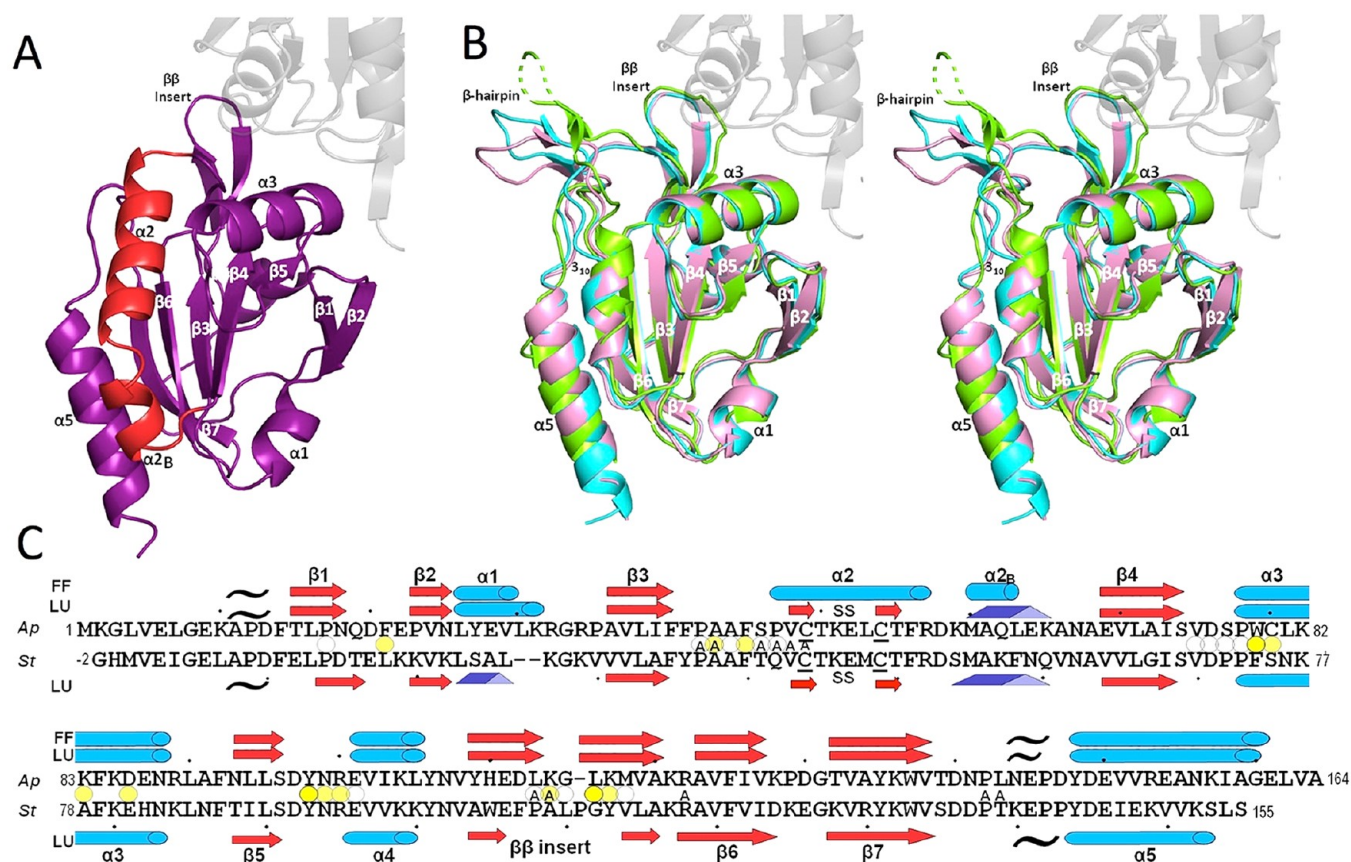 A
ββ
Insert
α3
α2
β4
β5
β6
β3
β1
β2
α5
β7
α1
α2B
B
β-hairpin
ββ
Insert
α3
3₁₀
β4
β5
β1
β2
β3
β6
β7
α5
α1
β-hairpin
ββ
Insert
α3
3₁₀
β4
β5
β1
β2
β3
β6
β7
α5
α1
C
β1 β2 α1 β3 α2 α2B β4 α3
FF
LU SS
Ap 1 MKGLVELGEKAPDFTLPNQDFEPVNLYEVLKRGRPAVLIFFPAAFSPVCTKELCTFRDKMAQLEKANAEVLAISVDSPWCLK 82
A A A A A A A
St -2 GHMVEIGELAPDFELPDTELKKVKLSAL--KGKVVVLAFYPAAFTQVCTKEMCTFRDSMAKFNQVNAVVLGISVDPPFSNK 77
LU SS
FF
LU
Ap 83 KFKDENRLAFNLLSDYNREVIKLYNVYHEDLKG-LKMVAKRAVFIVKPDGTVAYKWVTDNPLNEPDYDEVVREANKIAGELVA 164
A A A A A
St 78 AFKEHNKLNFTILSDYNREVVKKYNVAWEFPALPGYVLAKRAVFVIDKEGKVRYKWVSDDPTKEPPYDEIEKVVKSLS 155
LU
α3 β5 α4 ββ insert β6 β7 α5